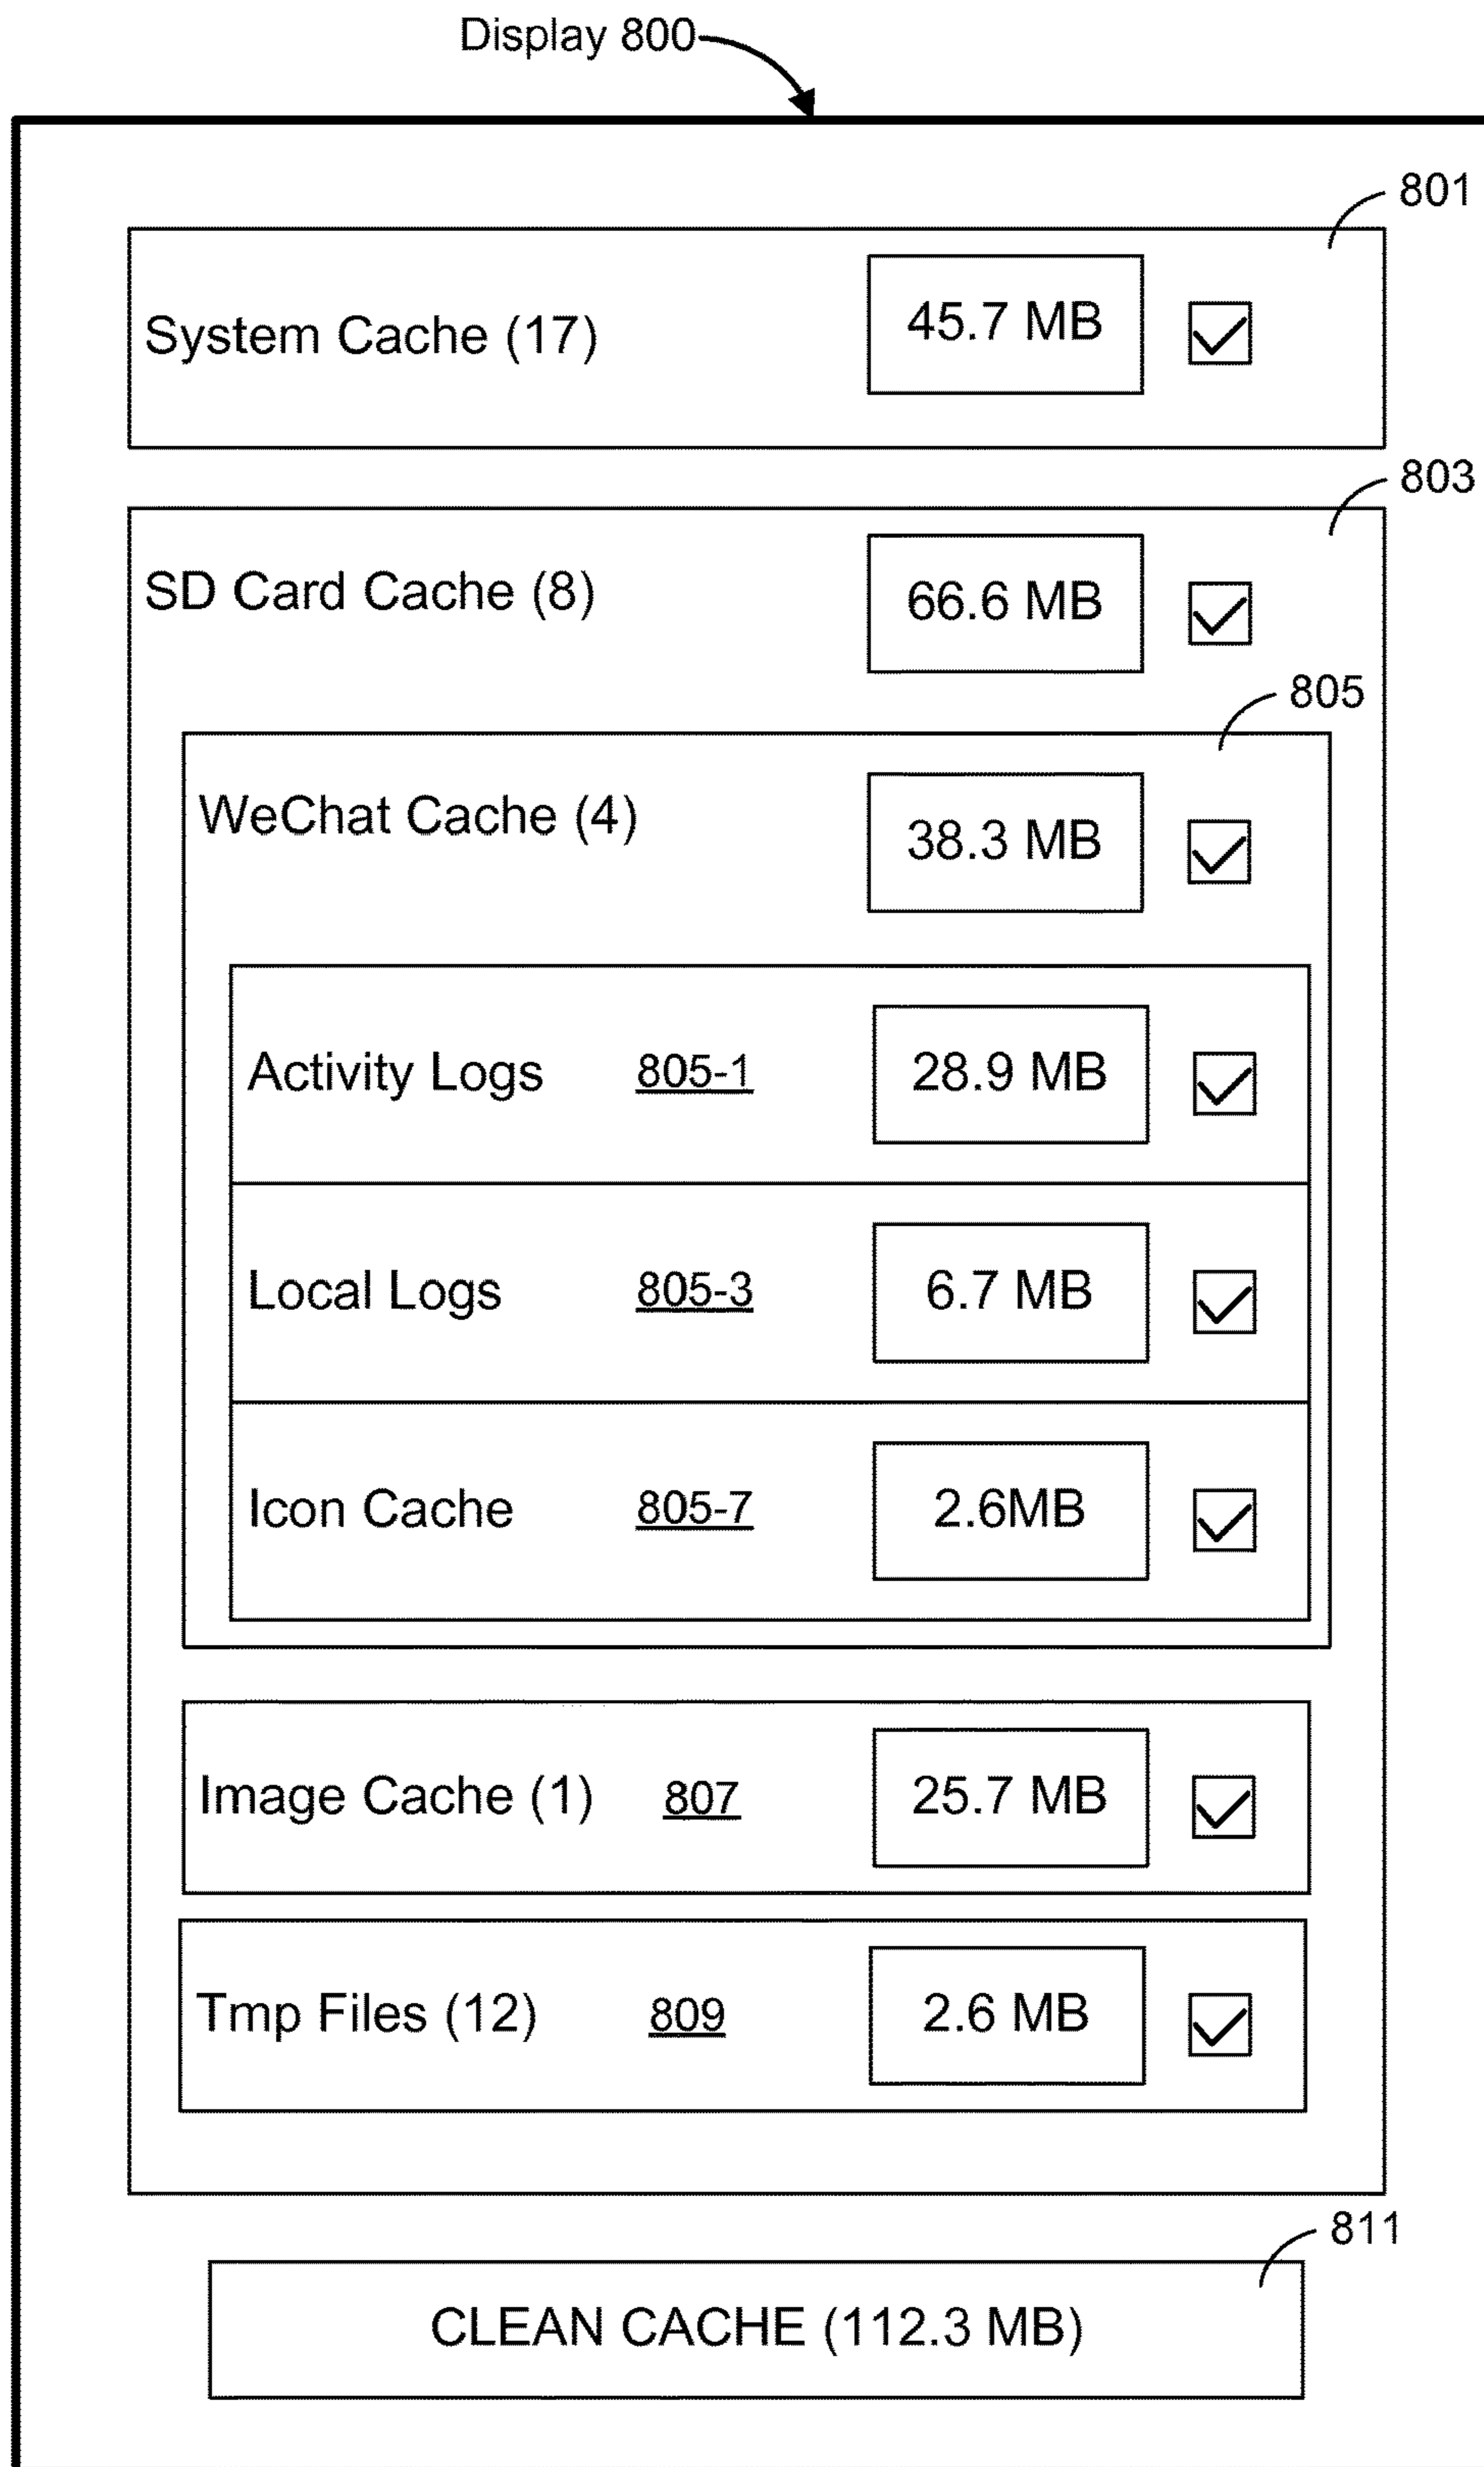 Display 800
801
System Cache (17) 45.7 MB
803
SD Card Cache (8) 66.6 MB
805
WeChat Cache (4) 38.3 MB
Activity Logs 805-1 28.9 MB
Local Logs 805-3 6.7 MB
Icon Cache 805-7 2.6MB
Image Cache (1) 807 25.7 MB
Tmp Files (12) 809 2.6 MB
811
CLEAN CACHE (112.3 MB)